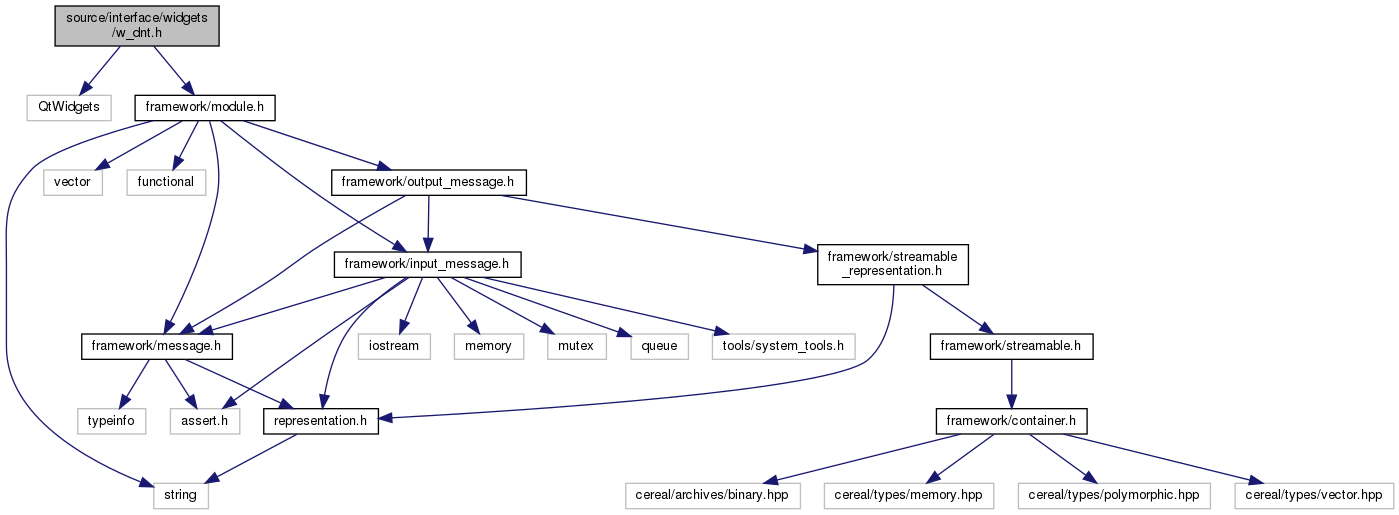 source/interface/widgets
/w_dnt.h
QtWidgets
framework/module.h
vector
functional
framework/output_message.h
framework/input_message.h
framework/streamable
_representation.h
framework/message.h
iostream
memory
mutex
queue
tools/system_tools.h
framework/streamable.h
typeinfo
assert.h
representation.h
framework/container.h
string
cereal/archives/binary.hpp
cereal/types/memory.hpp
cereal/types/polymorphic.hpp
cereal/types/vector.hpp